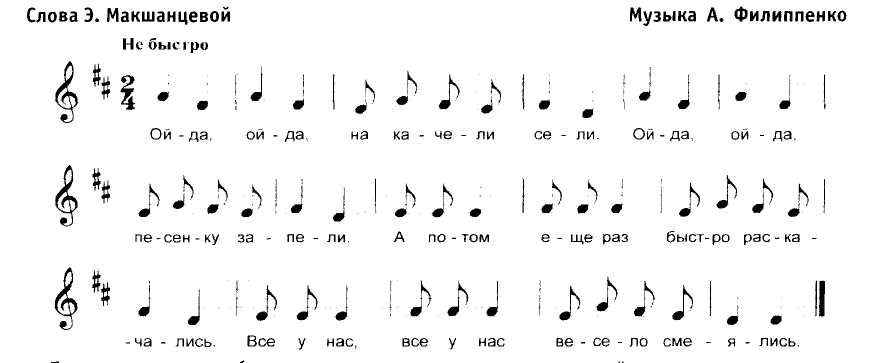 Слова Э. Макшанцевой Музыка А. Филиппенко
Не быстро
2
4
Ой - да, ой - да, на ка - че - ли се - ли. Ой - да, ой - да,
пе - сен - ку за - пе - ли. А по - том е - ще раз быст - ро рас - ка -
- ча - лись. Все у нас, все у нас ве - се - ло сме - я - лись.